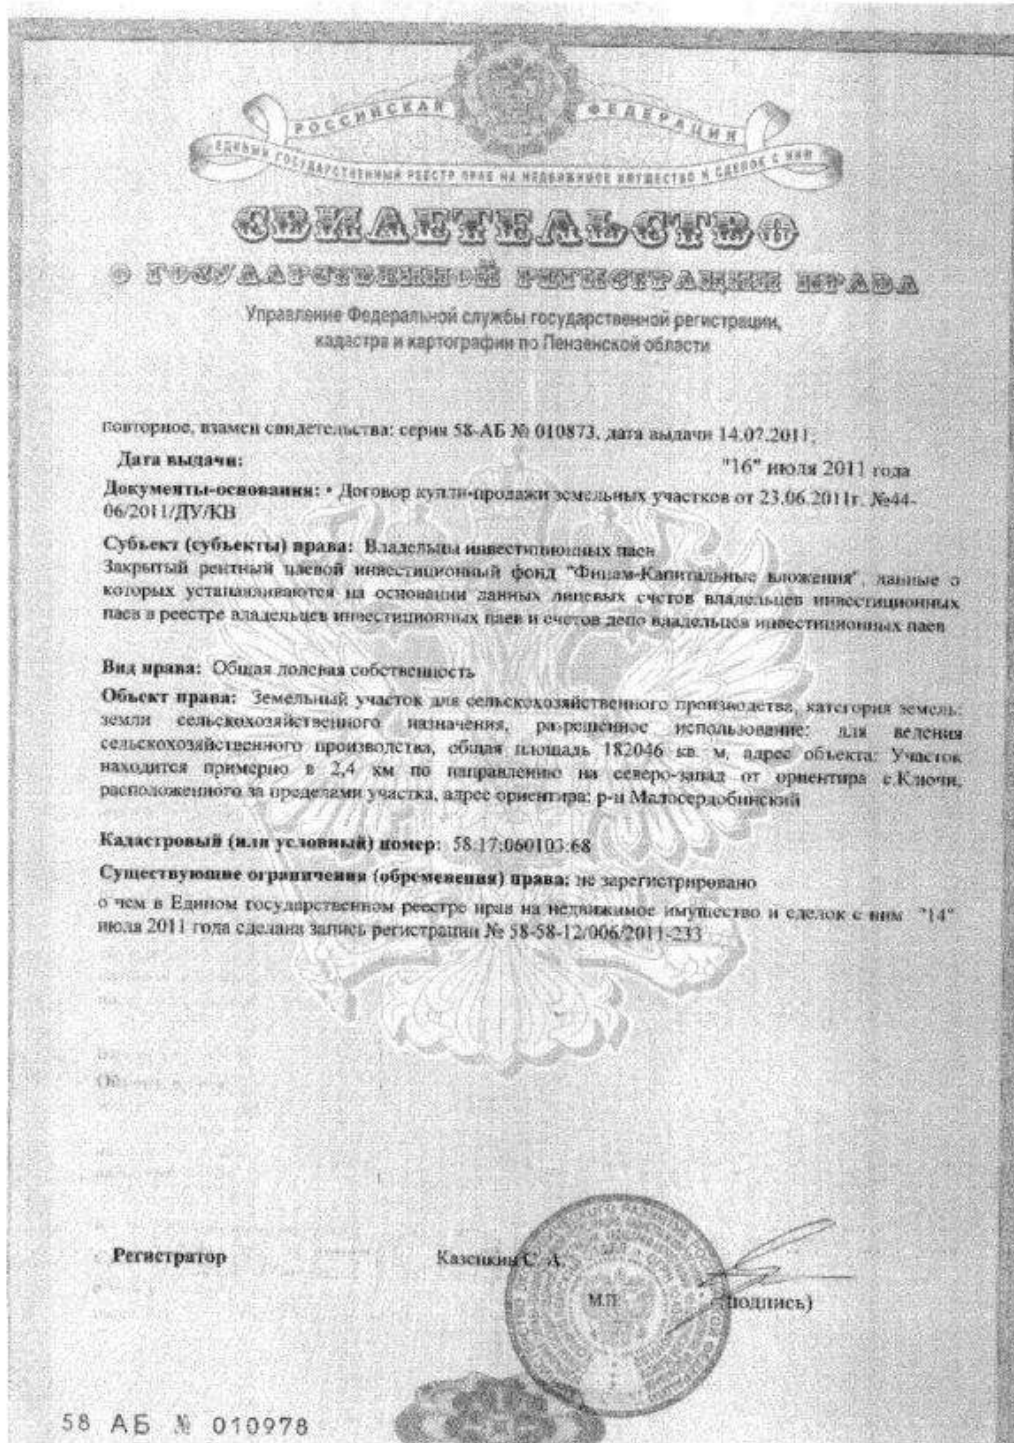 РОССИЙСКАЯ ФЕДЕРАЦИЯ
ЕДИНЫЙ ГОСУДАРСТВЕННЫЙ РЕЕСТР ПРАВ НА НЕДВИЖИМОЕ ИМУЩЕСТВО И СДЕЛОК С НИМ
СВИДЕТЕЛЬСТВО
О ГОСУДАРСТВЕННОЙ РЕГИСТРАЦИИ ПРАВА
Управление Федеральной службы государственной регистрации,
кадастра и картографии по Пензенской области
повторное, взамен свидетельства: серия 58-АБ № 010873, дата выдачи 14.07.2011.
Дата выдачи: "16" июля 2011 года
Документы-основания: • Договор купли-продажи земельных участков от 23.06.2011г. №44-
06/2011/ДУ/КВ
Субъект (субъекты) права: Владельцы инвестиционных паев
Закрытый рентный паевой инвестиционный фонд "Финам-Капитальные вложения", данные о
которых устанавливаются на основании данных лицевых счетов владельцев инвестиционных
паев в реестре владельцев инвестиционных паев и счетов депо владельцев инвестиционных паев
Вид права: Общая долевая собственность
Объект права: Земельный участок для сельскохозяйственного производства, категория земель:
земли сельскохозяйственного назначения, разрешенное использование: для ведения
сельскохозяйственного производства, общая площадь 182046 кв. м, адрес объекта: Участок
находится примерно в 2,4 км по направлению на северо-запад от ориентира с.Ключи,
расположенного за пределами участка, адрес ориентира: р-н Малосердобинский
Кадастровый (или условный) номер: 58:17:060103:68
Существующие ограничения (обременения) права: не зарегистрировано
о чем в Едином государственном реестре прав на недвижимое имущество и сделок с ним "14"
июля 2011 года сделана запись регистрации № 58-58-12/006/2011-233
Регистратор Казенкин С. А.
М.П. (подпись)
58 АБ № 010978